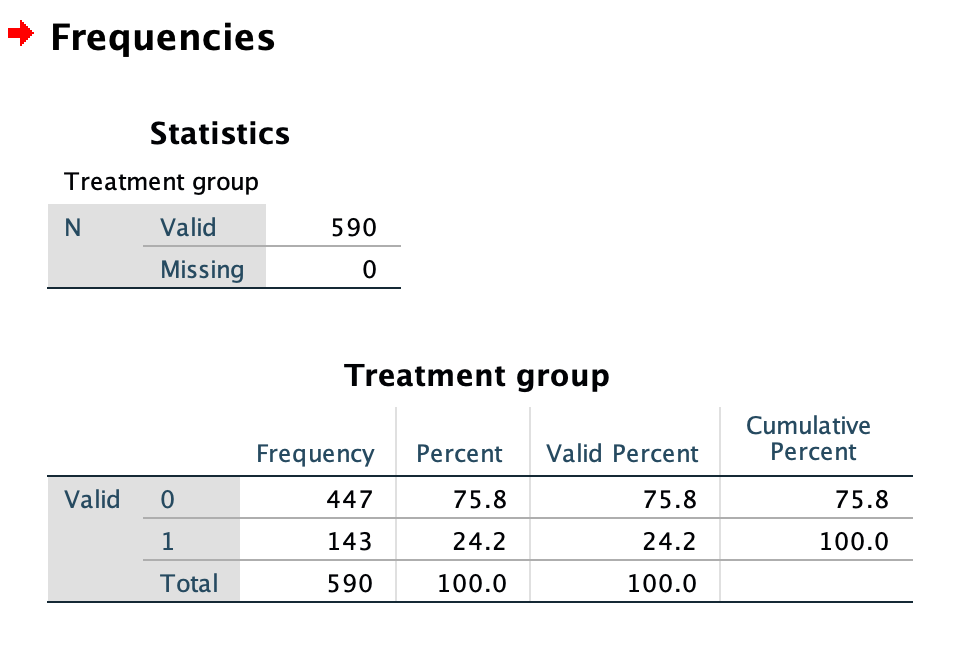 Frequencies
Statistics
Treatment group
N Valid 590
Missing 0
Treatment group
Frequency Percent Valid Percent Cumulative Percent
Valid 0 447 75.8 75.8 75.8
1 143 24.2 24.2 100.0
Total 590 100.0 100.0